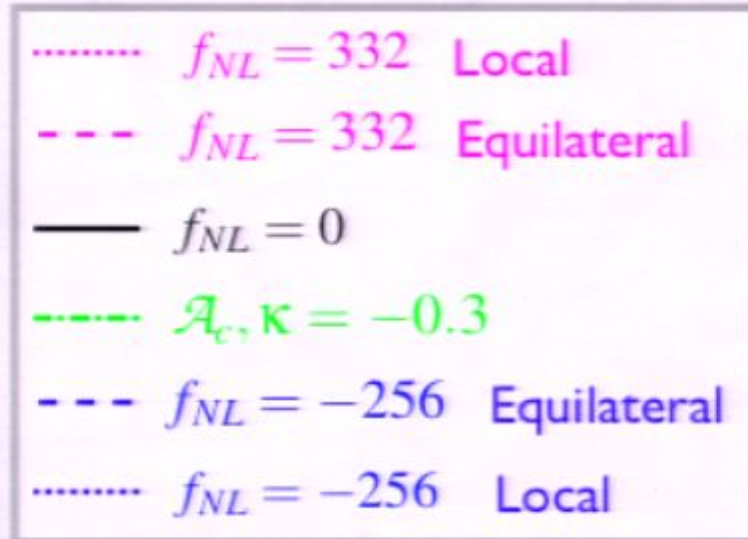 f_NL = 332 Local
f_NL = 332 Equilateral
f_NL = 0
𝒜_c, κ = −0.3
f_NL = −256 Equilateral
f_NL = −256 Local